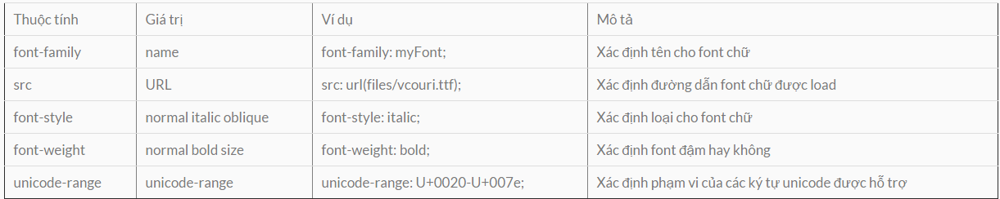 Thuộc tính Giá trị Ví dụ Mô tả
font-family name font-family: myFont; Xác định tên cho font chữ
src URL src: url(files/vcouri.ttf); Xác định đường dẫn font chữ được load
font-style normal italic oblique font-style: italic; Xác định loại cho font chữ
font-weight normal bold size font-weight: bold; Xác định font đậm hay không
unicode-range unicode-range unicode-range: U+0020-U+007e; Xác định phạm vi của các ký tự unicode được hỗ trợ